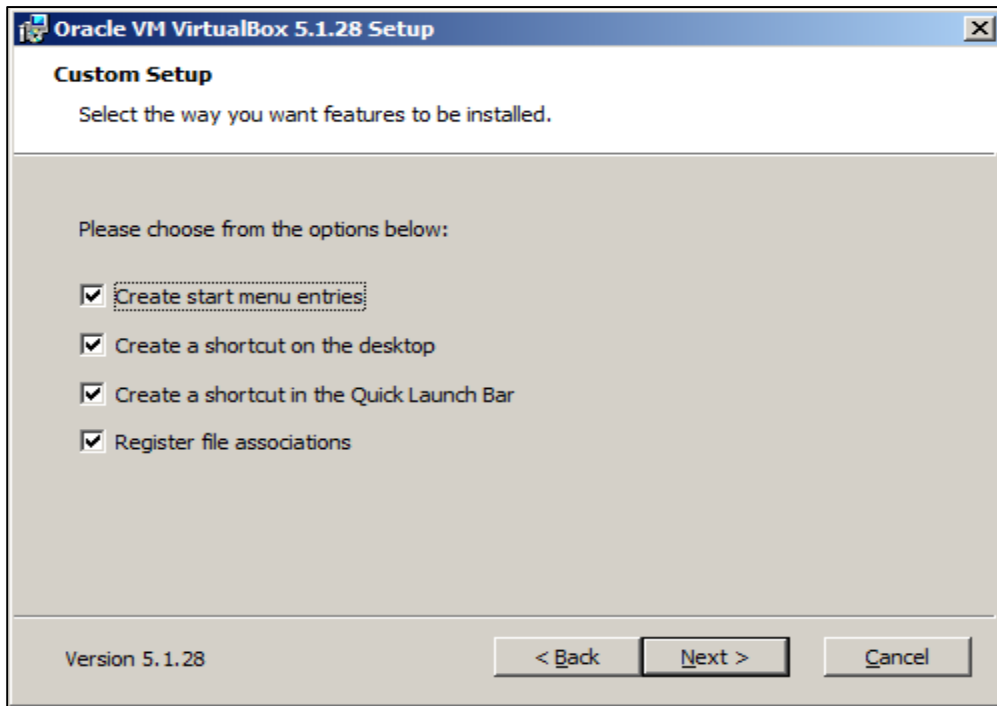 Oracle VM VirtualBox 5.1.28 Setup
Custom Setup
Select the way you want features to be installed.
Please choose from the options below:
Create start menu entries
Create a shortcut on the desktop
Create a shortcut in the Quick Launch Bar
Register file associations
Version 5.1.28
< Back
Next >
Cancel